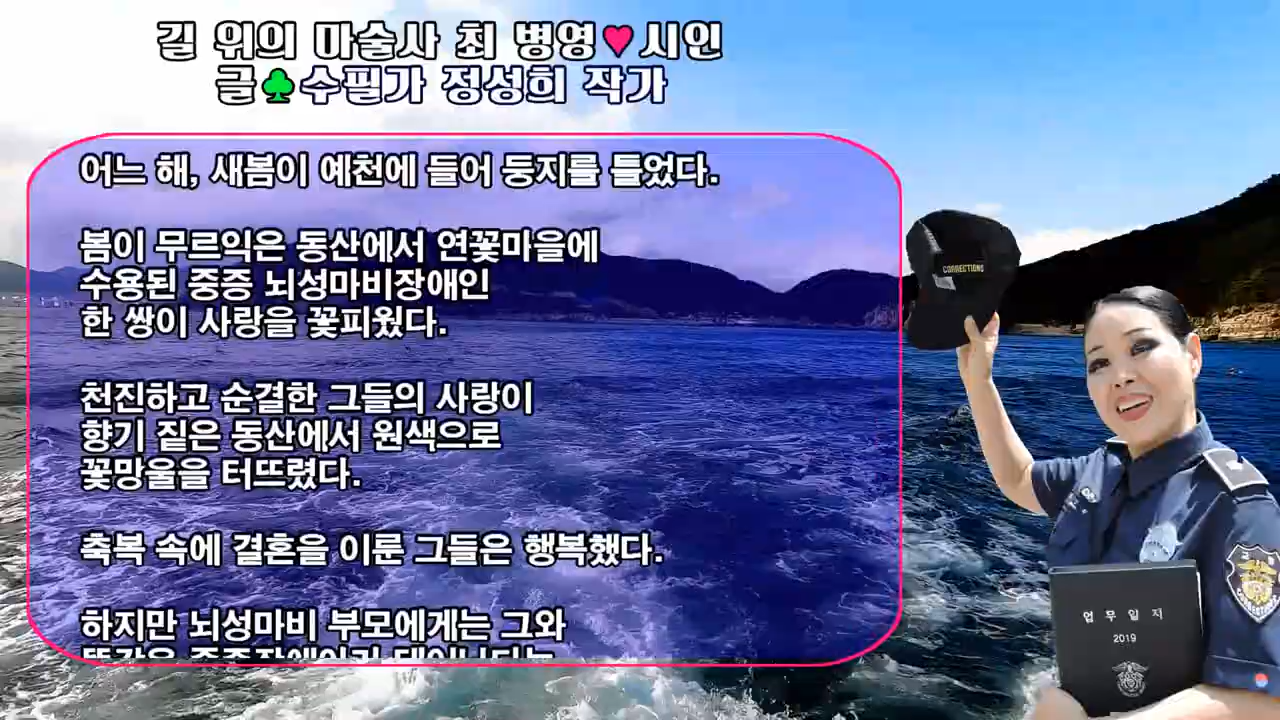 길 위의 마술사 최 병영♥시인
글♣수필가 정성희 작가
어느 해, 새봄이 예천에 들어 둥지를 틀었다.
봄이 무르익은 동산에서 연꽃마을에
수용된 중증 뇌성마비장애인
한 쌍이 사랑을 꽃피웠다.
천진하고 순결한 그들의 사랑이
향기 짙은 동산에서 원색으로
꽃망울을 터뜨렸다.
축복 속에 결혼을 이룬 그들은 행복했다.
하지만 뇌성마비 부모에게는 그와
CORRECTIONS
업무일지
2019